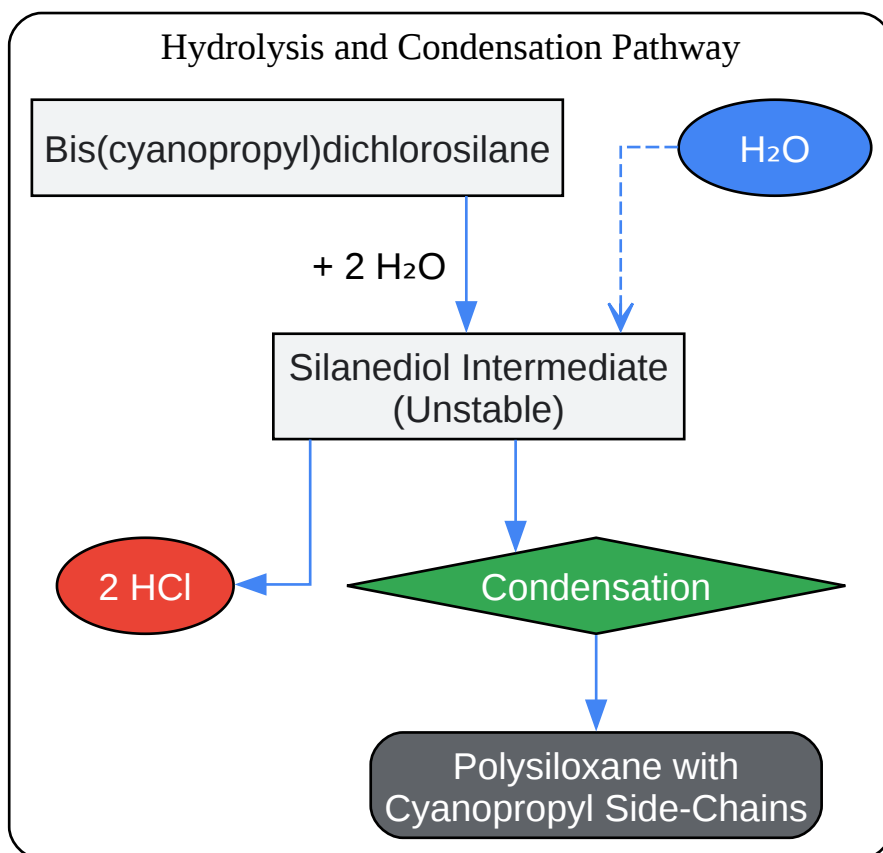 Hydrolysis and Condensation Pathway
Bis(cyanopropyl)dichlorosilane
H₂O
+ 2 H₂O
Silanediol Intermediate
(Unstable)
2 HCl
Condensation
Polysiloxane with
Cyanopropyl Side-Chains